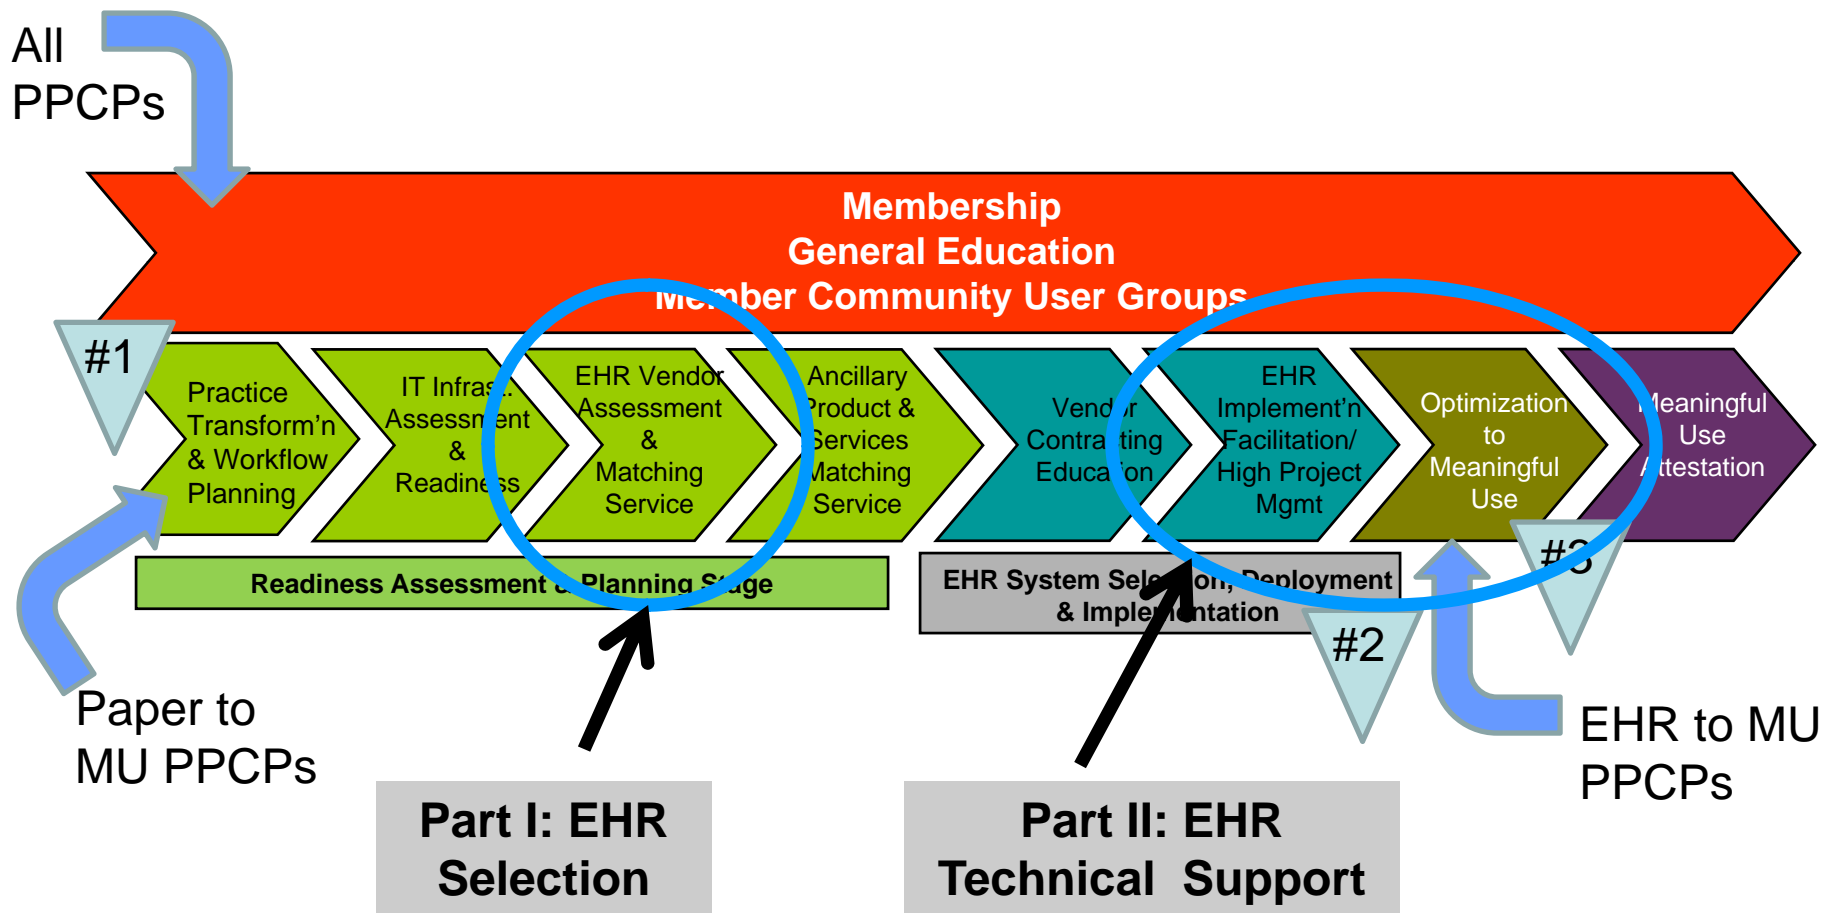 All
PPCPs
Membership
General Education
Member Community User Groups
#1
Practice
Transform'n
& Workflow
Planning
IT Infrast.
Assessment
&
Readiness
EHR Vendor
Assessment
&
Matching
Service
Ancillary
Product &
Services
Matching
Service
Vendor
Contracting
Education
EHR
Implement'n
Facilitation/
High Project
Mgmt
Optimization
to
Meaningful
Use
Meaningful
Use
Attestation
Readiness Assessment & Planning Stage
EHR System Selection, Deployment
& Implementation
#2
#3
Paper to
MU PPCPs
EHR to MU
PPCPs
Part I: EHR
Selection
Part II: EHR
Technical Support